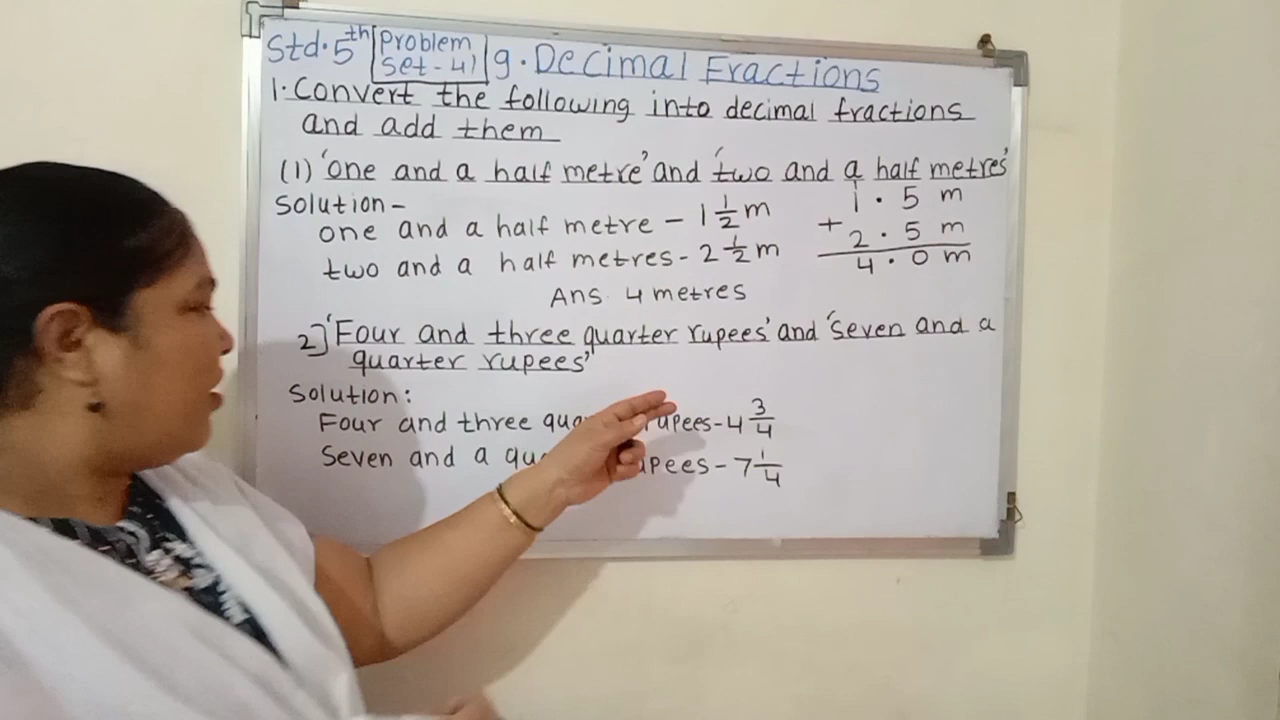 Std. 5th Problem set-41 9. Decimal Fractions
1. Convert the following into decimal fractions
and add them
(1) 'one and a half metre' and 'two and a half metres'
Solution-
one and a half metre - 1 1/2 m
1.5 m
two and a half metres - 2 1/2 m
+ 2.5 m
4.0 m
Ans. 4 metres
2] 'Four and three quarter rupees' and 'Seven and a
quarter rupees'
Solution:
Four and three rupees - 4 3/4
Seven and a rupees - 7 1/4